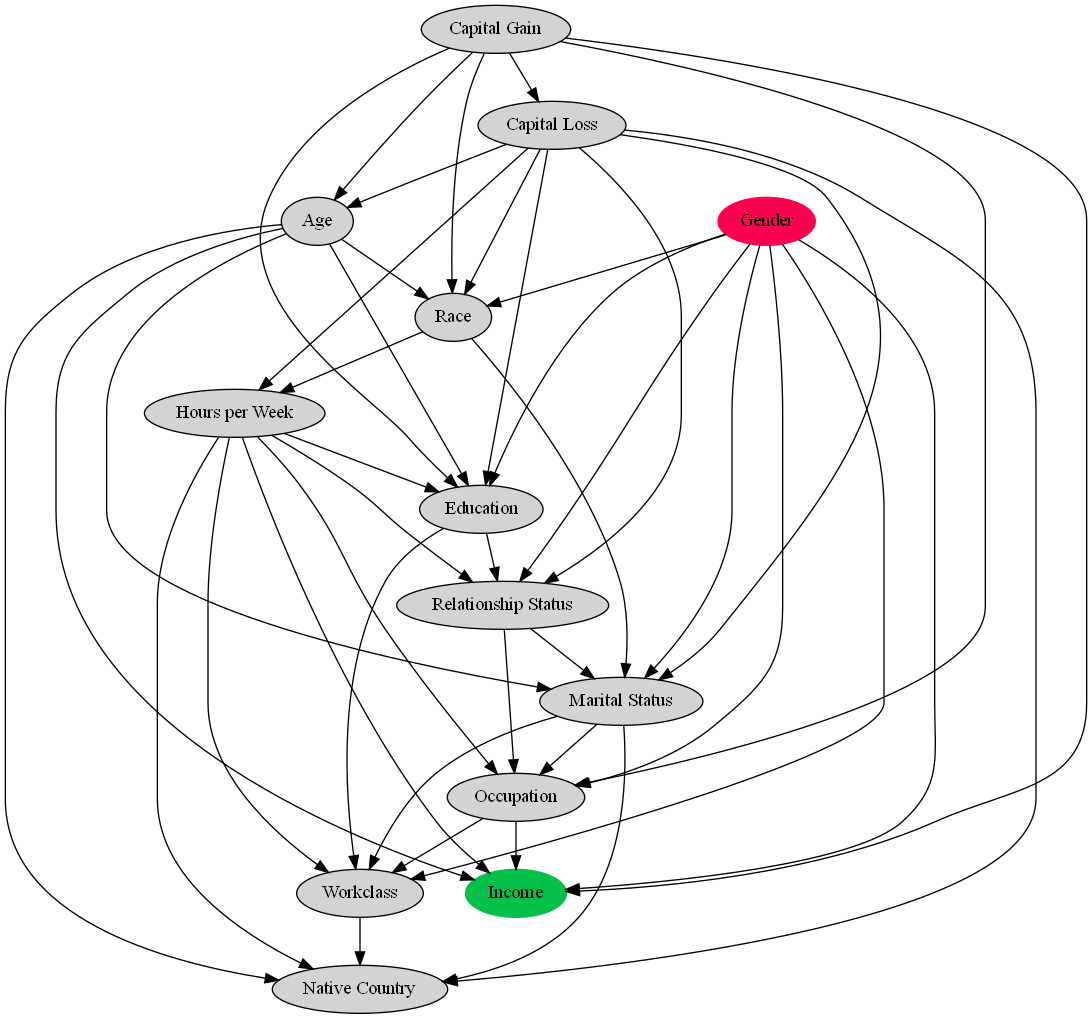 Capital Gain
Capital Loss
Age
Gender
Race
Hours per Week
Education
Relationship Status
Marital Status
Occupation
Workclass
Income
Native Country